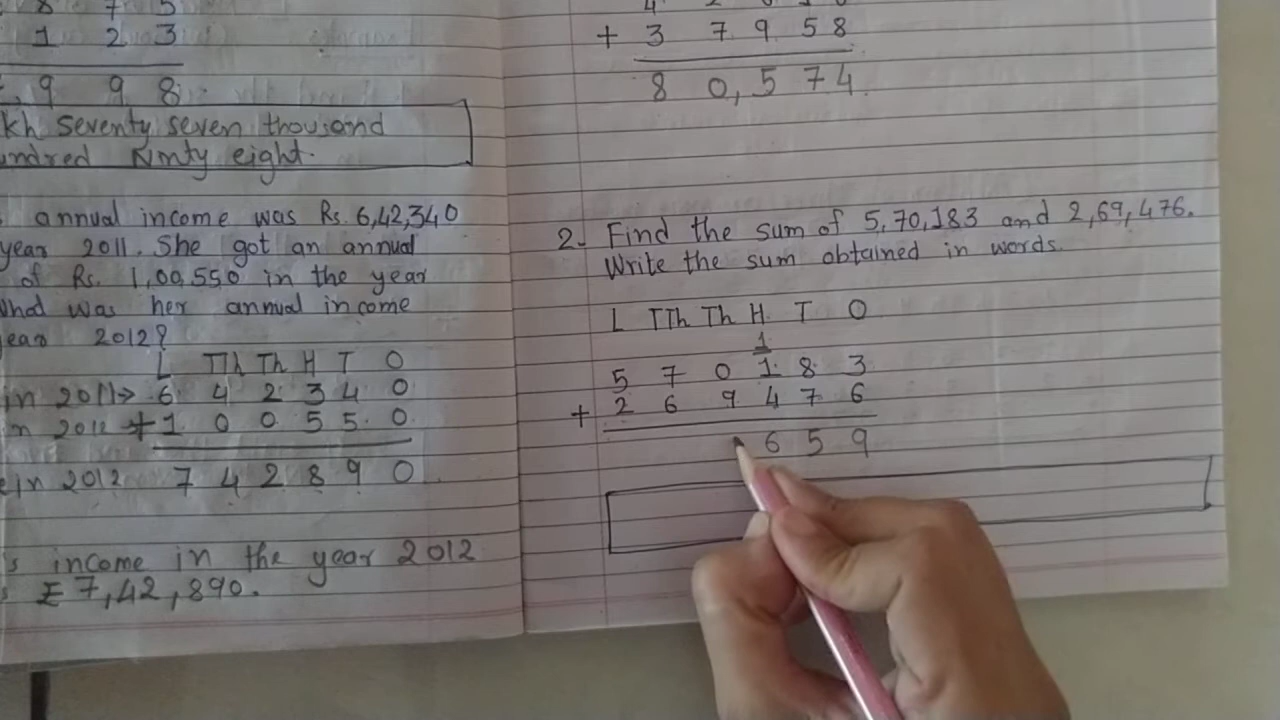 8 7 5
1 2 3
9 9 8
kh seventy seven thousand
undred Ninty eight.
annual income was Rs. 6,42,340
year 2011. She got an annual
of Rs. 1,00,550 in the year
what was her annual income
year 2012?
L TTh Th H T O
in 2011→ 6 4 2 3 4 0
in 2012 + 1 0 0 5 5 0
in 2012 7 4 2 8 9 0
s income in the year 2012
₹ 7,42,890.
+ 3 7 9 5 8
8 0,5 7 4.
2. Find the sum of 5,70,183 and 2,69,476.
Write the sum obtained in words.
L TTh Th H T O
1
5 7 0 1 8 3
+ 2 6 9 4 7 6
6 5 9